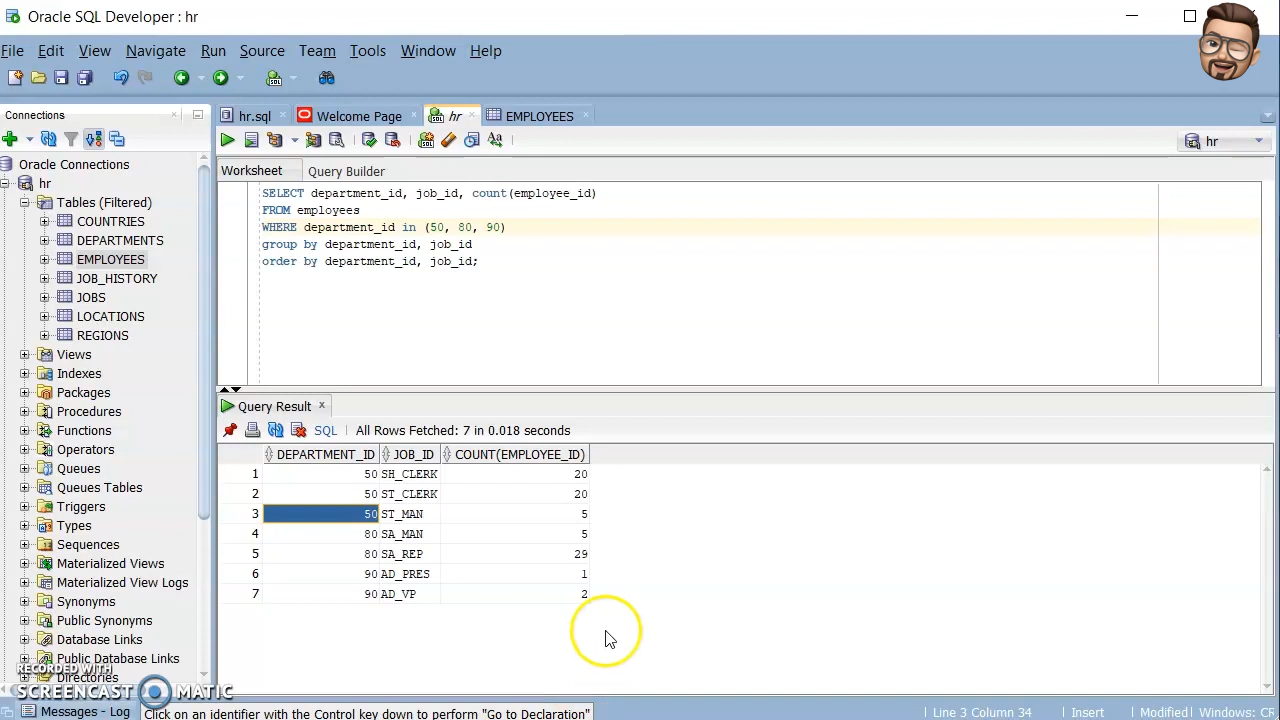 Oracle SQL Developer : hr
File Edit View Navigate Run Source Team Tools Window Help
Connections
hr.sql Welcome Page hr EMPLOYEES
hr
Worksheet Query Builder
Oracle Connections
hr
Tables (Filtered)
COUNTRIES
DEPARTMENTS
EMPLOYEES
JOB_HISTORY
JOBS
LOCATIONS
REGIONS
Views
Indexes
Packages
Procedures
Functions
Operators
Queues
Queues Tables
Triggers
Types
Sequences
Materialized Views
Materialized View Logs
Synonyms
Public Synonyms
Database Links
Public Database Links
Directories
SELECT department_id, job_id, count(employee_id)
FROM employees
WHERE department_id in (50, 80, 90)
group by department_id, job_id
order by department_id, job_id;
Query Result
SQL All Rows Fetched: 7 in 0.018 seconds
DEPARTMENT_ID JOB_ID COUNT(EMPLOYEE_ID)
1 50 SH_CLERK 20
2 50 ST_CLERK 20
3 50 ST_MAN 5
4 80 SA_MAN 5
5 80 SA_REP 29
6 90 AD_PRES 1
7 90 AD_VP 2
RECORDED WITH
SCREENCAST MATIC
Messages - Log
Click on an identifier with the Control key down to perform "Go to Declaration"
Line 3 Column 34 Insert Modified Windows: CR